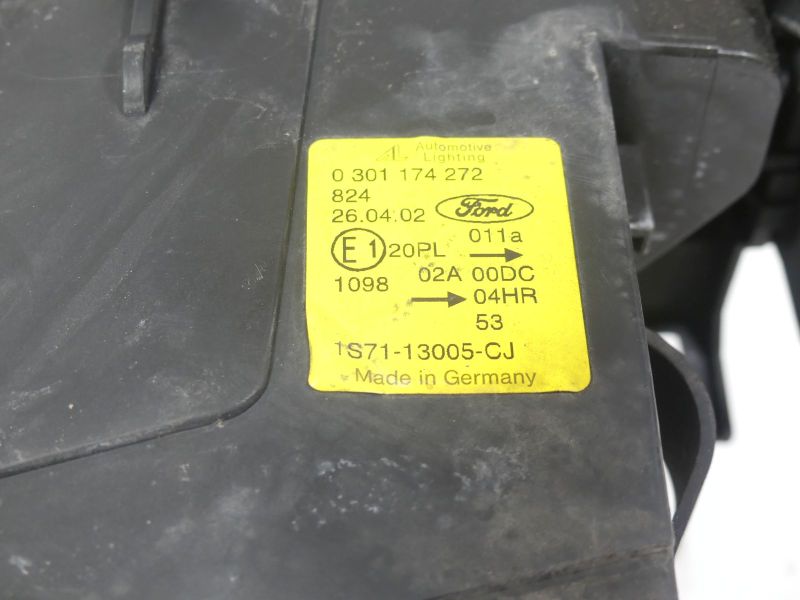 AL Automotive
Lighting
0 301 174 272
824
26.04.02 Ford
E1 20PL 011a
1098 02A 00DC
04HR
53
1S71-13005-CJ
Made in Germany